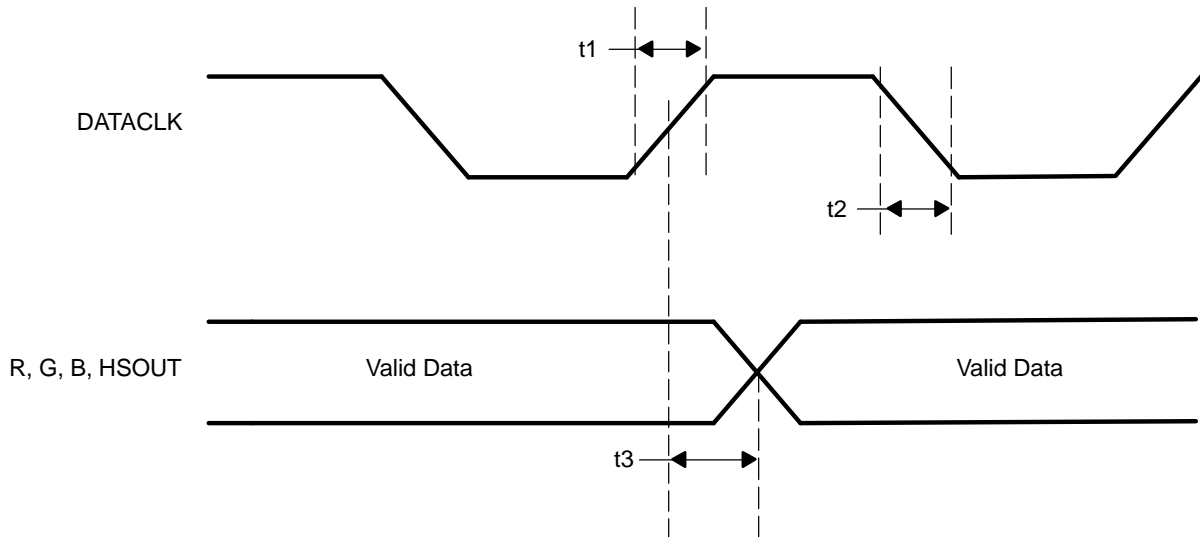 t1
DATACLK
t2
R, G, B, HSOUT
Valid Data
Valid Data
t3